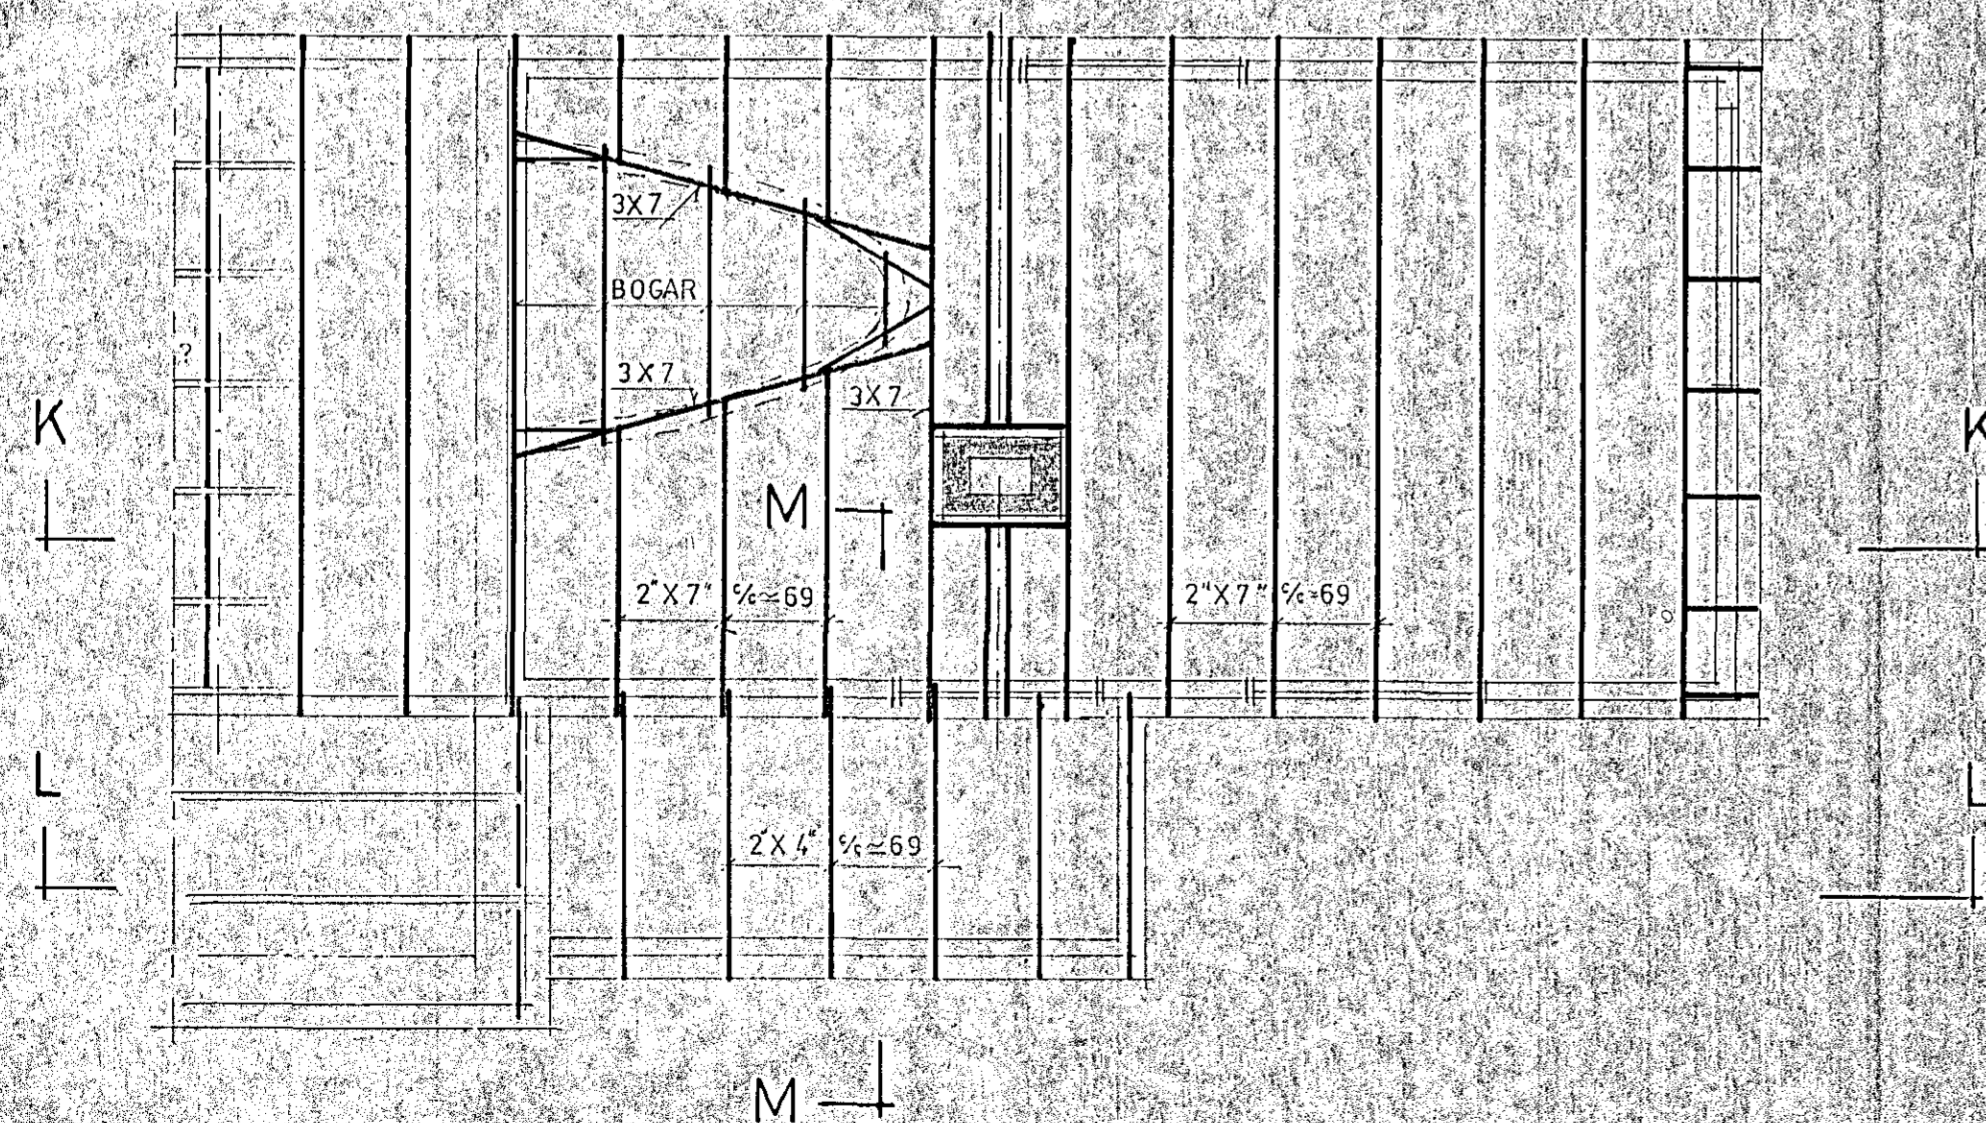 3X7
BOGAR
?
3X7
3X7
K
K
M
2"X7" c/c≃69
2"X7" c/c≃69
L
L
2"X4" c/c≃69
M